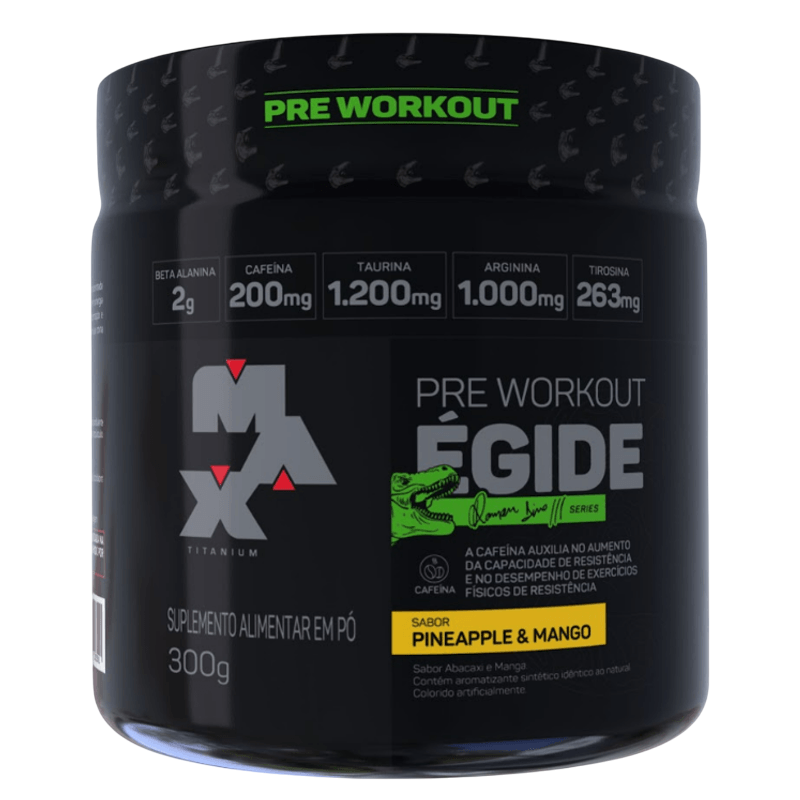 PRE WORKOUT
BETA ALANINA
2g
CAFEÍNA
200mg
TAURINA
1.200mg
ARGININA
1.000mg
TIROSINA
263mg
MAX
TITANIUM
SUPLEMENTO ALIMENTAR EM PÓ
300g
PRE WORKOUT
ÉGIDE
SERIES
CAFEÍNA
A CAFEÍNA AUXILIA NO AUMENTO
DA CAPACIDADE DE RESISTÊNCIA
E NO DESEMPENHO DE EXERCÍCIOS
FÍSICOS DE RESISTÊNCIA
SABOR
PINEAPPLE & MANGO
Sabor Abacaxi e Manga
Contém aromatizante sintético idêntico ao natural
Colorido artificialmente